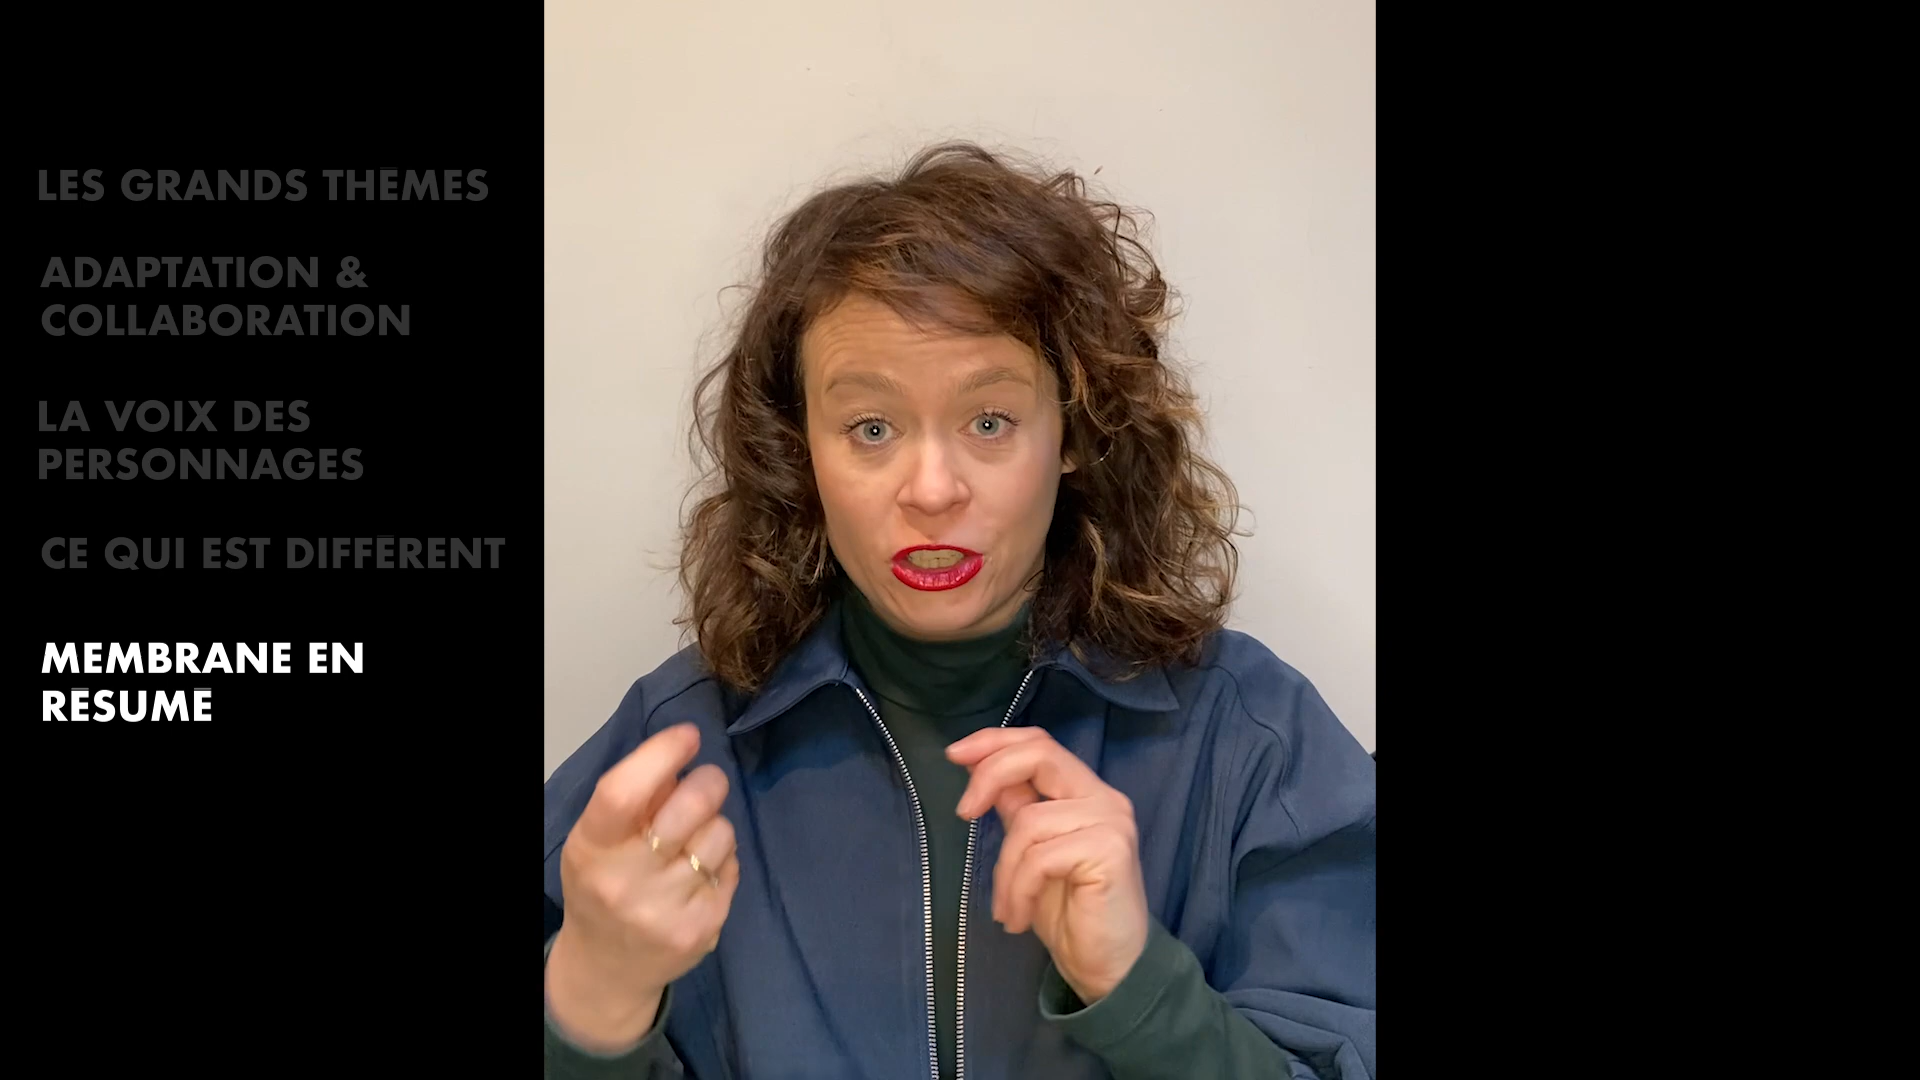 LES GRANDS THÈMES
ADAPTATION &
COLLABORATION
LA VOIX DES
PERSONNAGES
CE QUI EST DIFFÉRENT
MEMBRANE EN
RÉSUMÉ